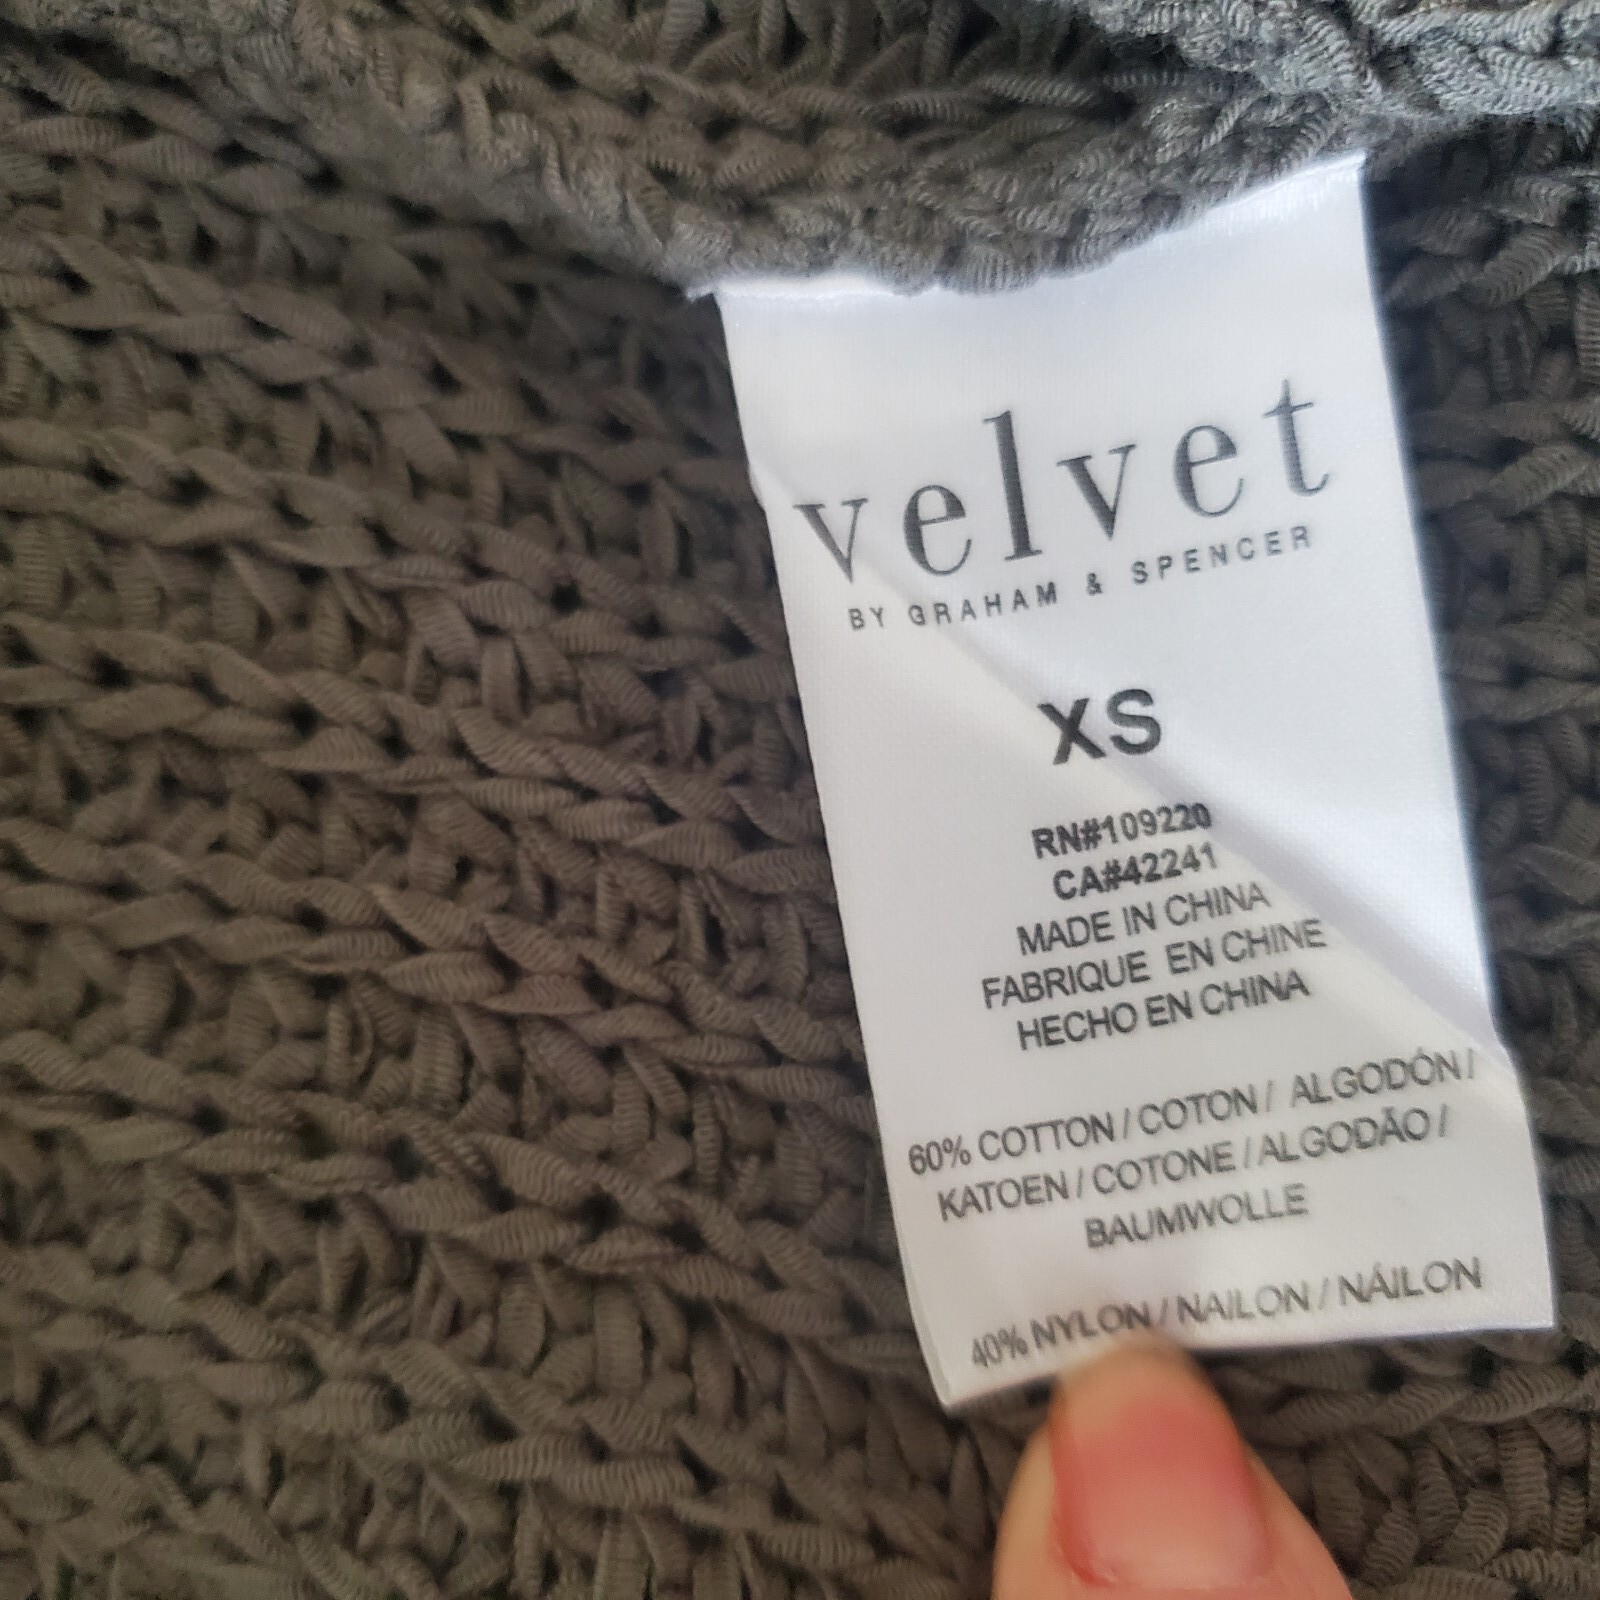 velvet
BY GRAHAM & SPENCER
XS
RN#109220
CA#42241
MADE IN CHINA
FABRIQUE EN CHINE
HECHO EN CHINA
60% COTTON / COTON / ALGODÓN /
KATOEN / COTONE / ALGODÃO /
BAUMWOLLE
40% NYLON / NAILON / NÁILON